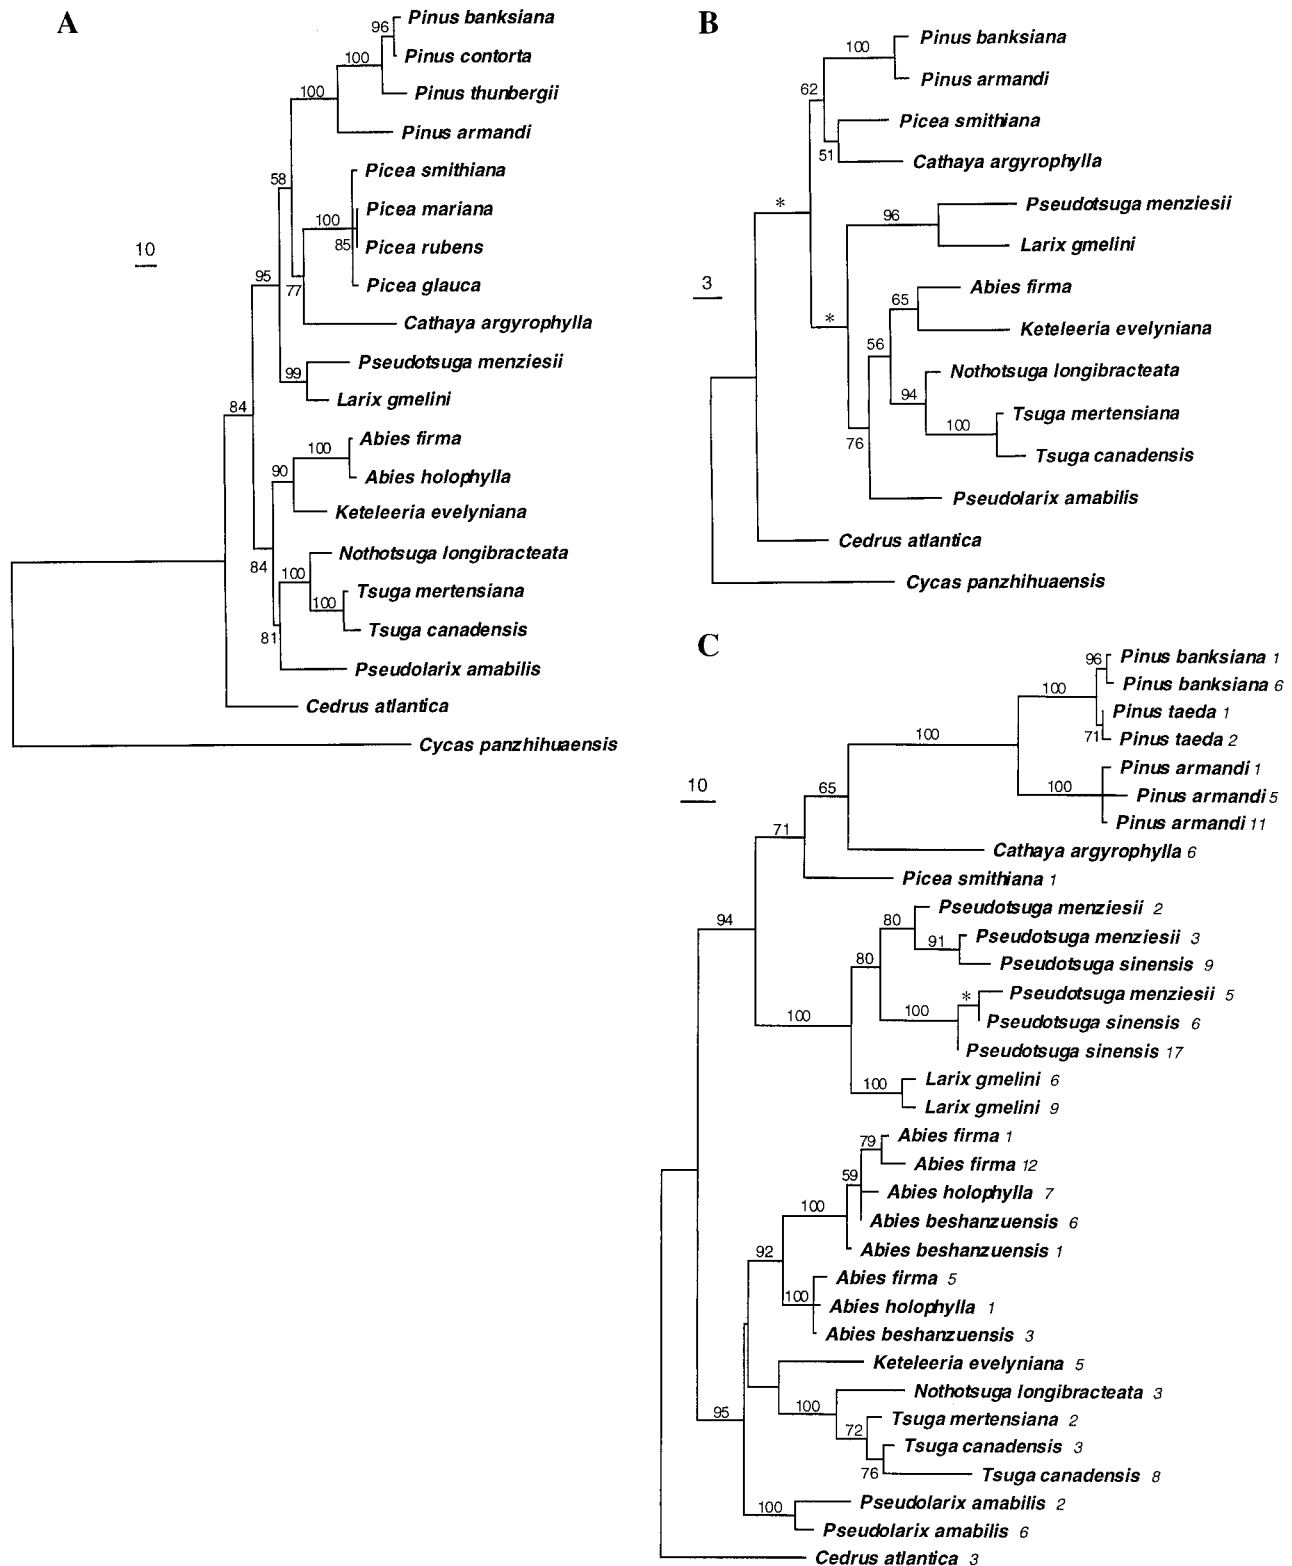 A
96
Pinus banksiana
Pinus contorta
100
Pinus thunbergii
100
Pinus armandi
Picea smithiana
58
Picea mariana
100
Picea rubens
85
10
95
Picea glauca
77
Cathaya argyrophylla
Pseudotsuga menziesii
99
Larix gmelini
84
Abies firma
100
Abies holophylla
90
Keteleeria evelyniana
Nothotsuga longibracteata
84
100
Tsuga mertensiana
100
Tsuga canadensis
81
Pseudolarix amabilis
Cedrus atlantica
Cycas panzhihuaensis
B
Pinus banksiana
100
Pinus armandi
62
Picea smithiana
51
Cathaya argyrophylla
*
Pseudotsuga menziesii
96
Larix gmelini
3
Abies firma
65
*
Keteleeria evelyniana
56
Nothotsuga longibracteata
94
Tsuga mertensiana
100
76
Tsuga canadensis
Pseudolarix amabilis
Cedrus atlantica
Cycas panzhihuaensis
C
96
Pinus banksiana 1
Pinus banksiana 6
100
Pinus taeda 1
71
Pinus taeda 2
100
Pinus armandi 1
10
65
100
Pinus armandi 5
Pinus armandi 11
71
Cathaya argyrophylla 6
Picea smithiana 1
Pseudotsuga menziesii 2
94
80
Pseudotsuga menziesii 3
91
Pseudotsuga sinensis 9
80
Pseudotsuga menziesii 5
*
100
100
Pseudotsuga sinensis 6
Pseudotsuga sinensis 17
Larix gmelini 6
100
Larix gmelini 9
Abies firma 1
79
Abies firma 12
59
Abies holophylla 7
100
Abies beshanzuensis 6
Abies beshanzuensis 1
92
Abies firma 5
100
Abies holophylla 1
Abies beshanzuensis 3
Keteleeria evelyniana 5
Nothotsuga longibracteata 3
95
100
Tsuga mertensiana 2
72
Tsuga canadensis 3
76
Tsuga canadensis 8
Pseudolarix amabilis 2
100
Pseudolarix amabilis 6
Cedrus atlantica 3